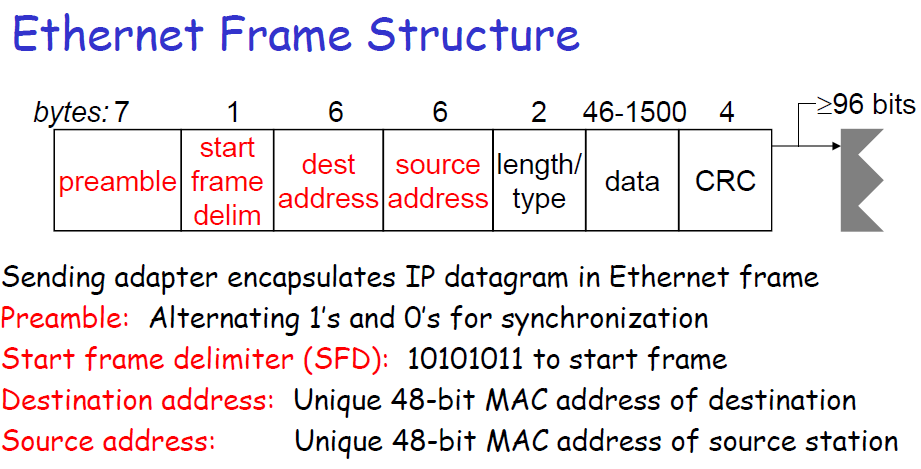 Ethernet Frame Structure
bytes: 7 1 6 6 2 46-1500 4 ≥96 bits
preamble
start frame delim
dest address
source address
length/ type
data
CRC
Sending adapter encapsulates IP datagram in Ethernet frame
Preamble: Alternating 1's and 0's for synchronization
Start frame delimiter (SFD): 10101011 to start frame
Destination address: Unique 48-bit MAC address of destination
Source address: Unique 48-bit MAC address of source station